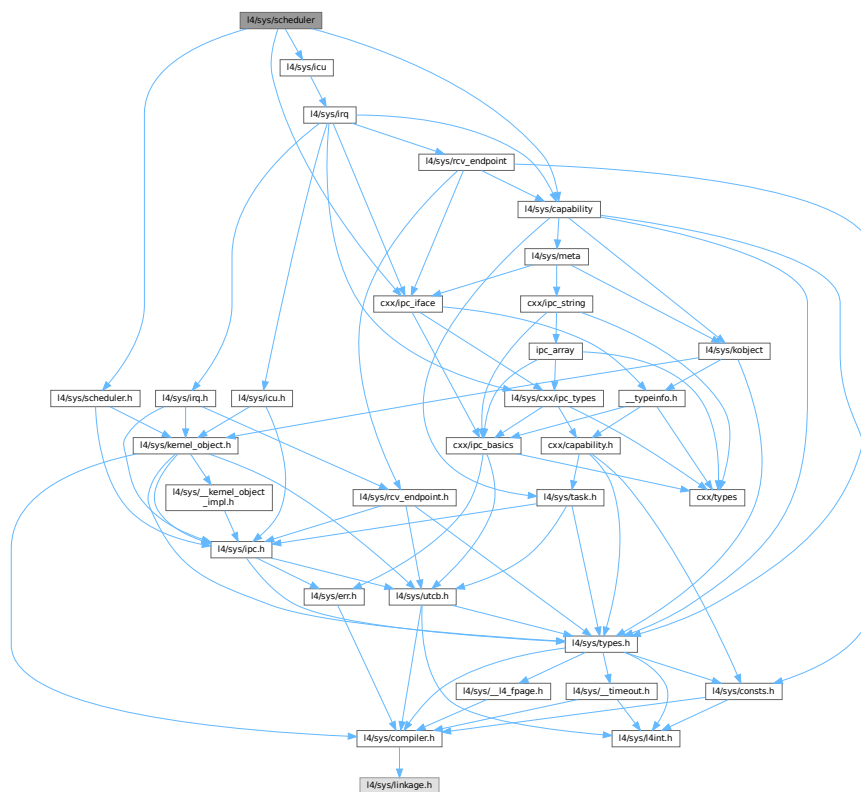 l4/sys/scheduler
l4/sys/icu
l4/sys/irq
l4/sys/rcv_endpoint
l4/sys/capability
l4/sys/meta
cxx/ipc_iface
cxx/ipc_string
ipc_array
l4/sys/kobject
l4/sys/scheduler.h
l4/sys/irq.h
l4/sys/icu.h
l4/sys/cxx/ipc_types
__typeinfo.h
l4/sys/kernel_object.h
cxx/ipc_basics
cxx/capability.h
l4/sys/__kernel_object
_impl.h
l4/sys/rcv_endpoint.h
l4/sys/task.h
cxx/types
l4/sys/ipc.h
l4/sys/err.h
l4/sys/utcb.h
l4/sys/types.h
l4/sys/__l4_fpage.h
l4/sys/__timeout.h
l4/sys/consts.h
l4/sys/compiler.h
l4/sys/l4int.h
l4/sys/linkage.h